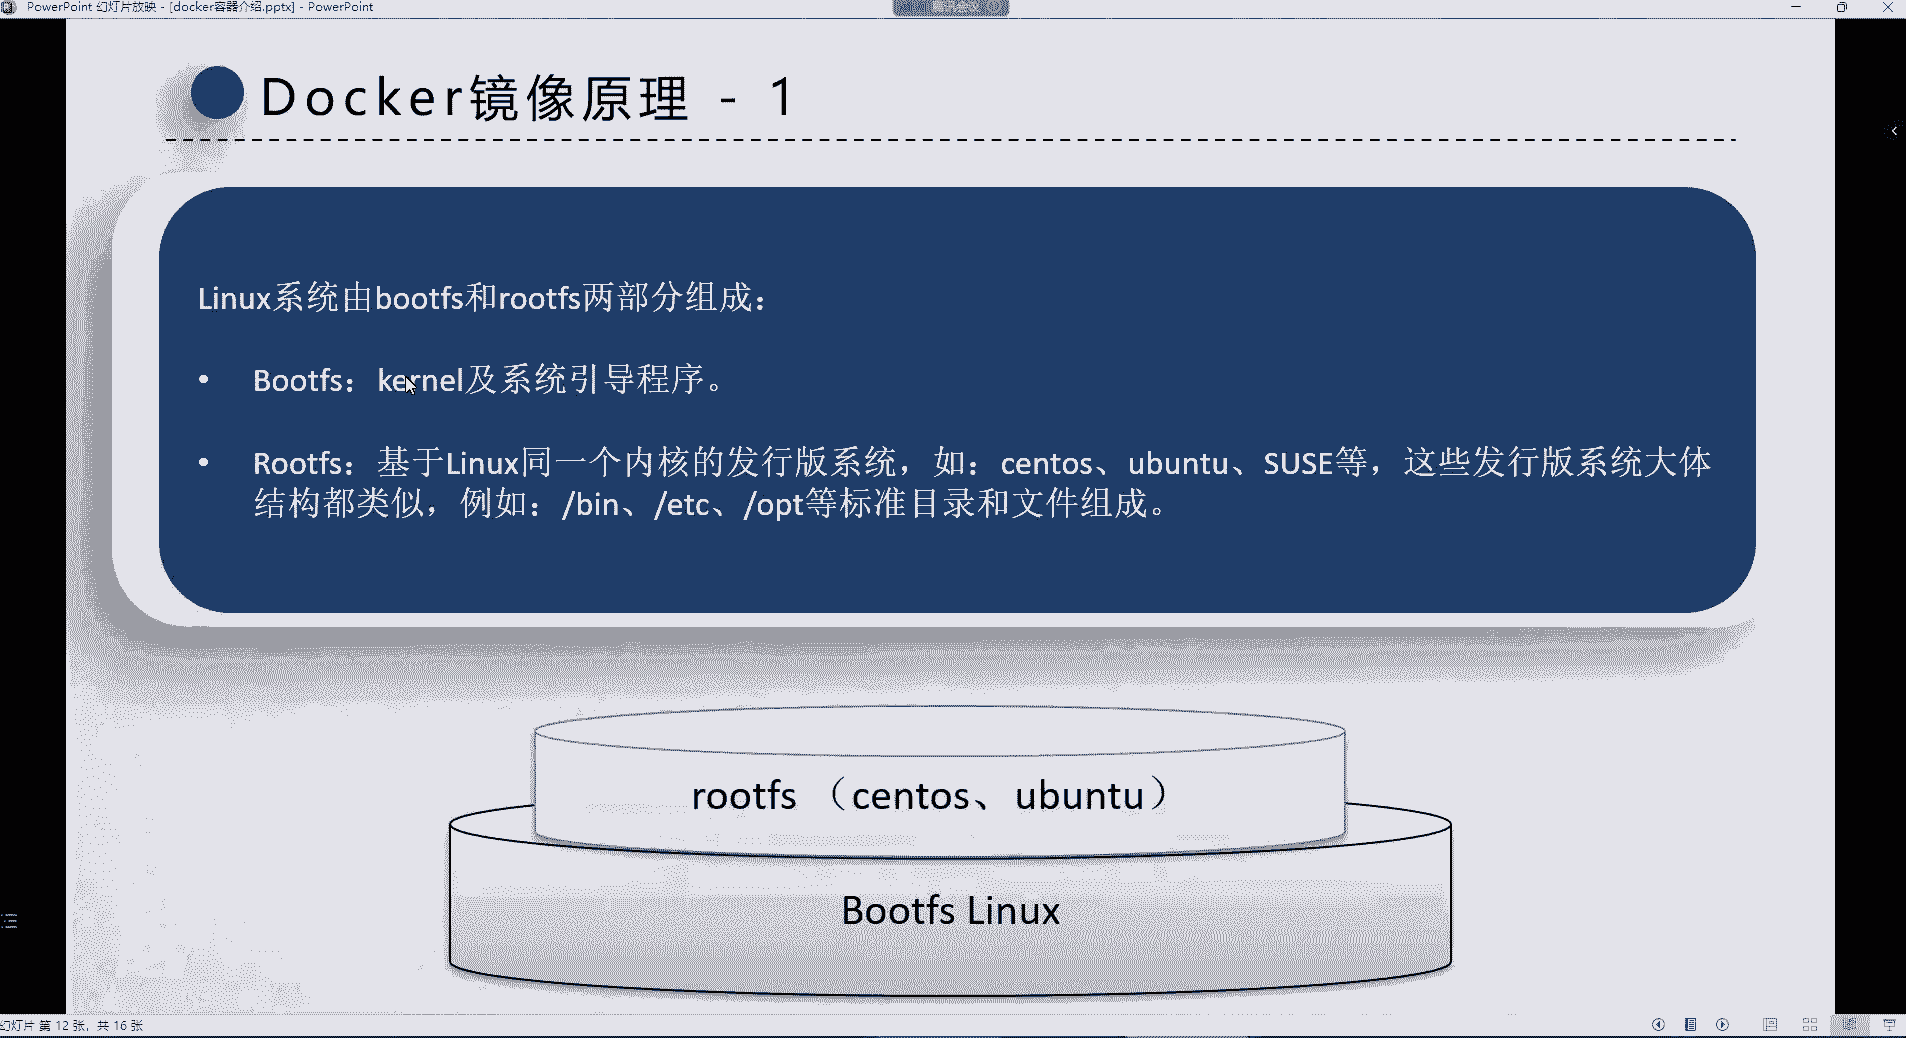 PowerPoint 幻灯片放映 - [docker容器介绍.pptx] - PowerPoint
Docker镜像原理 - 1
Linux系统由bootfs和rootfs两部分组成：
• Bootfs：kernel及系统引导程序。
• Rootfs：基于Linux同一个内核的发行版系统，如：centos、ubuntu、SUSE等，这些发行版系统大体
结构都类似，例如：/bin、/etc、/opt等标准目录和文件组成。
rootfs （centos、ubuntu）
Bootfs Linux
幻灯片 第 12 张，共 16 张